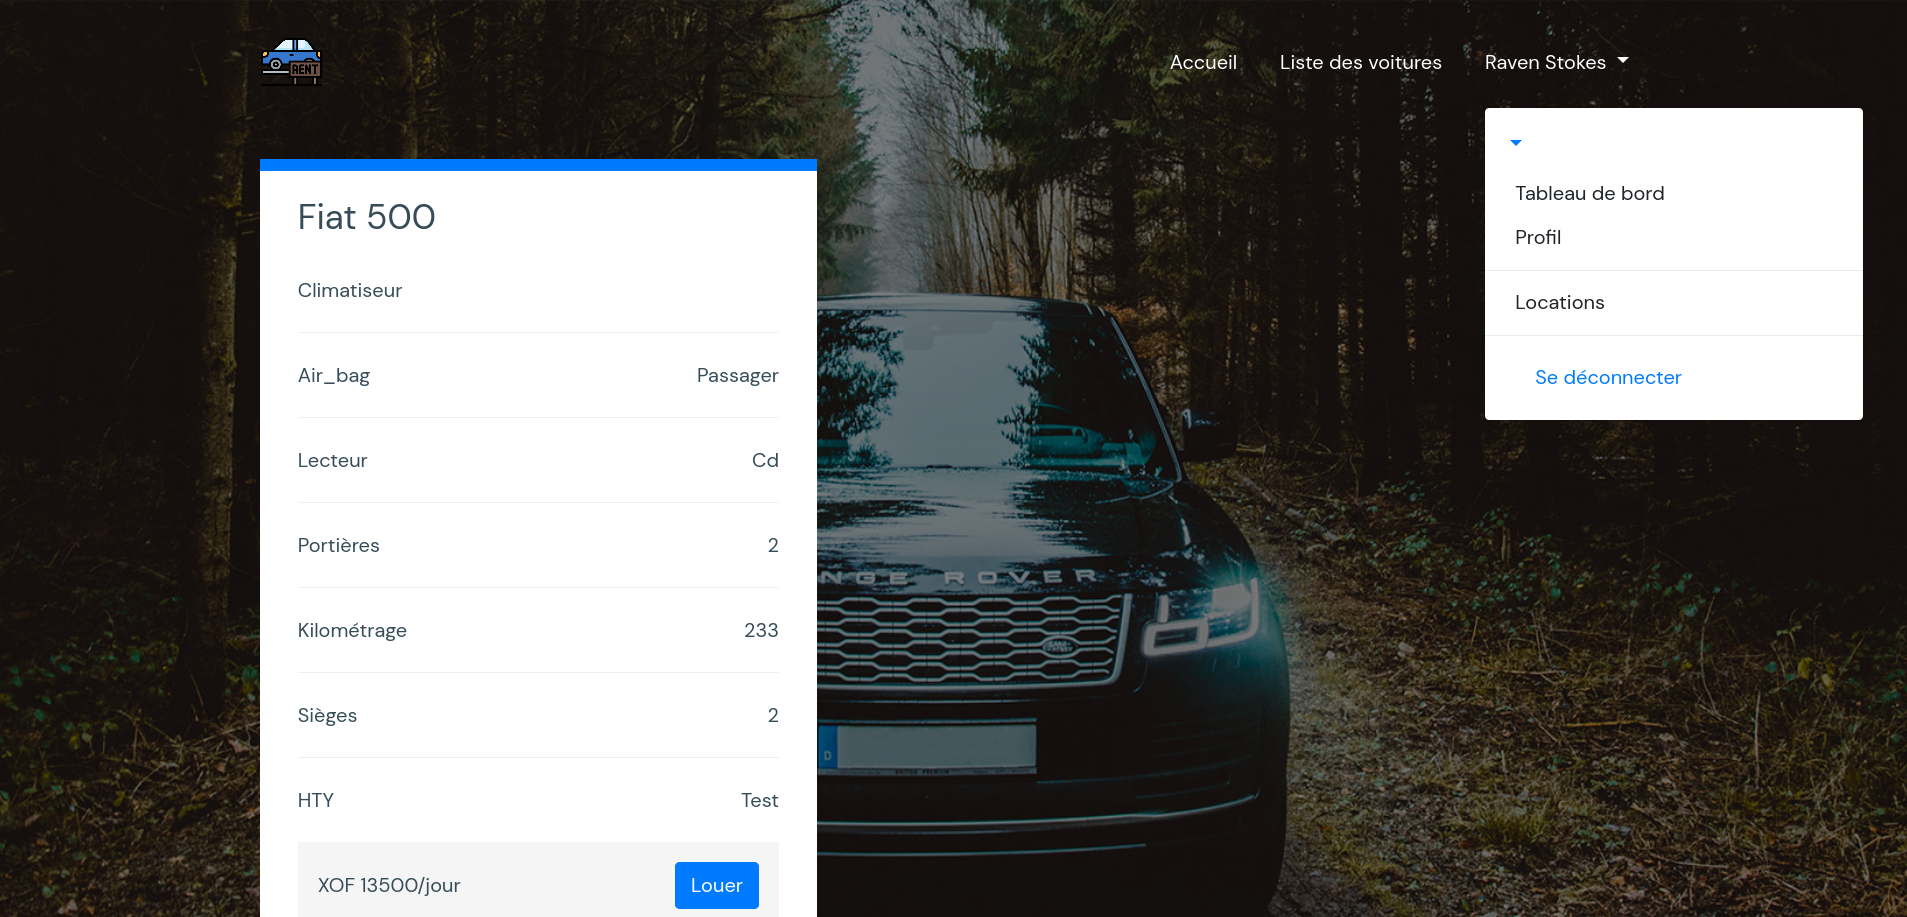 RENT
Accueil
Liste des voitures
Raven Stokes
Tableau de bord
Profil
Locations
Se déconnecter
Fiat 500
Climatiseur
Air_bag Passager
Lecteur Cd
Portières 2
Kilométrage 233
Sièges 2
HTY Test
XOF 13500/jour Louer
NGE ROVER
D